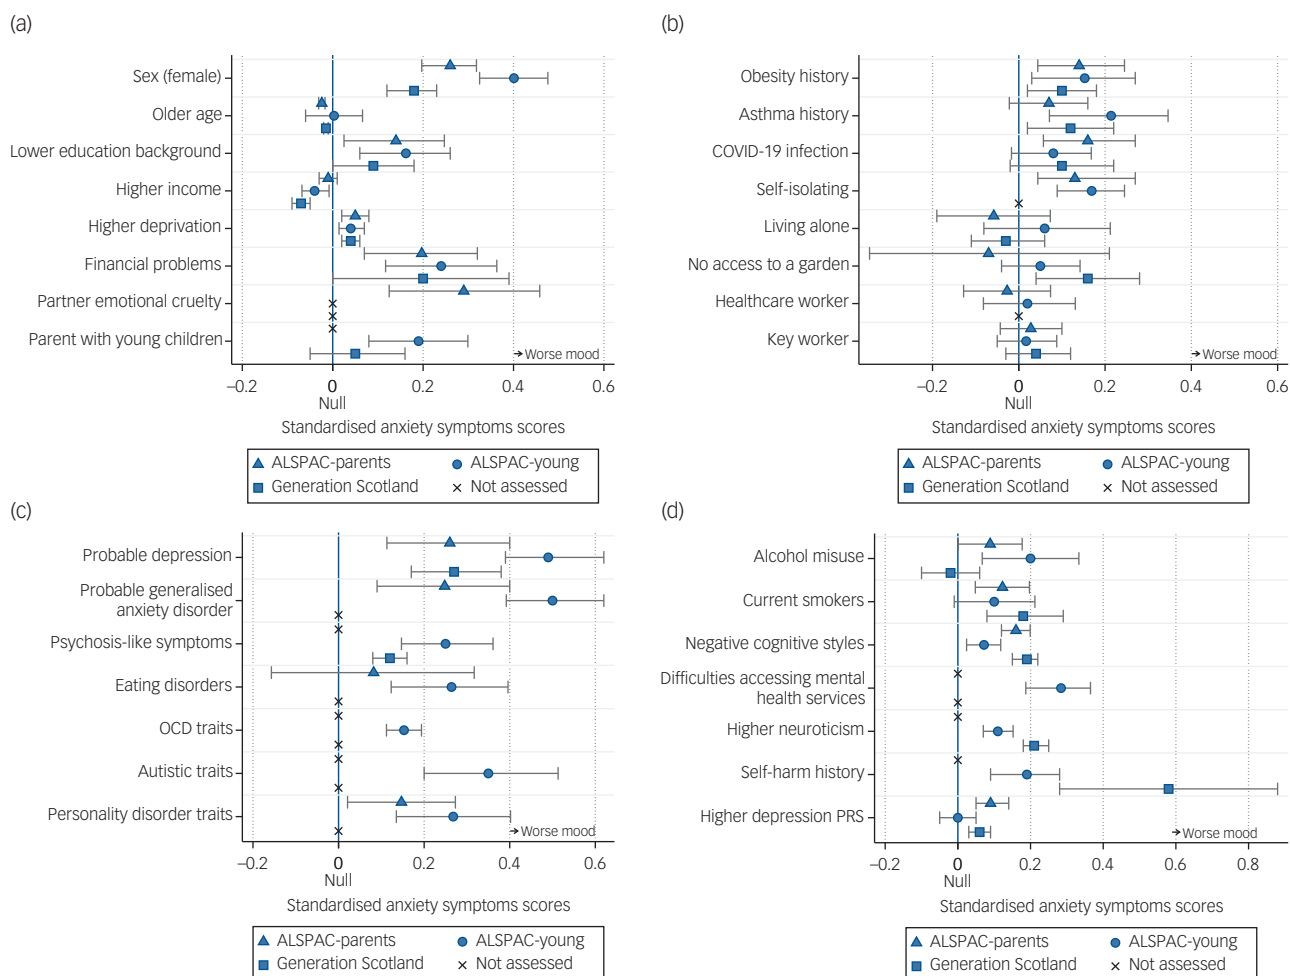 (a)
Sex (female)
Older age
Lower education background
Higher income
Higher deprivation
Financial problems
Partner emotional cruelty
Parent with young children
Worse mood
−0.2 0 0.2 0.4 0.6
Null
Standardised anxiety symptoms scores
ALSPAC-parents ALSPAC-young
Generation Scotland Not assessed
(b)
Obesity history
Asthma history
COVID-19 infection
Self-isolating
Living alone
No access to a garden
Healthcare worker
Key worker
Worse mood
−0.2 0 0.2 0.4 0.6
Null
Standardised anxiety symptoms scores
ALSPAC-parents ALSPAC-young
Generation Scotland Not assessed
(c)
Probable depression
Probable generalised
anxiety disorder
Psychosis-like symptoms
Eating disorders
OCD traits
Autistic traits
Personality disorder traits
Worse mood
−0.2 0 0.2 0.4 0.6
Null
Standardised anxiety symptoms scores
ALSPAC-parents ALSPAC-young
Generation Scotland Not assessed
(d)
Alcohol misuse
Current smokers
Negative cognitive styles
Difficulties accessing mental
health services
Higher neuroticism
Self-harm history
Higher depression PRS
Worse mood
−0.2 0 0.2 0.4 0.6 0.8
Null
Standardised anxiety symptoms scores
ALSPAC-parents ALSPAC-young
Generation Scotland Not assessed